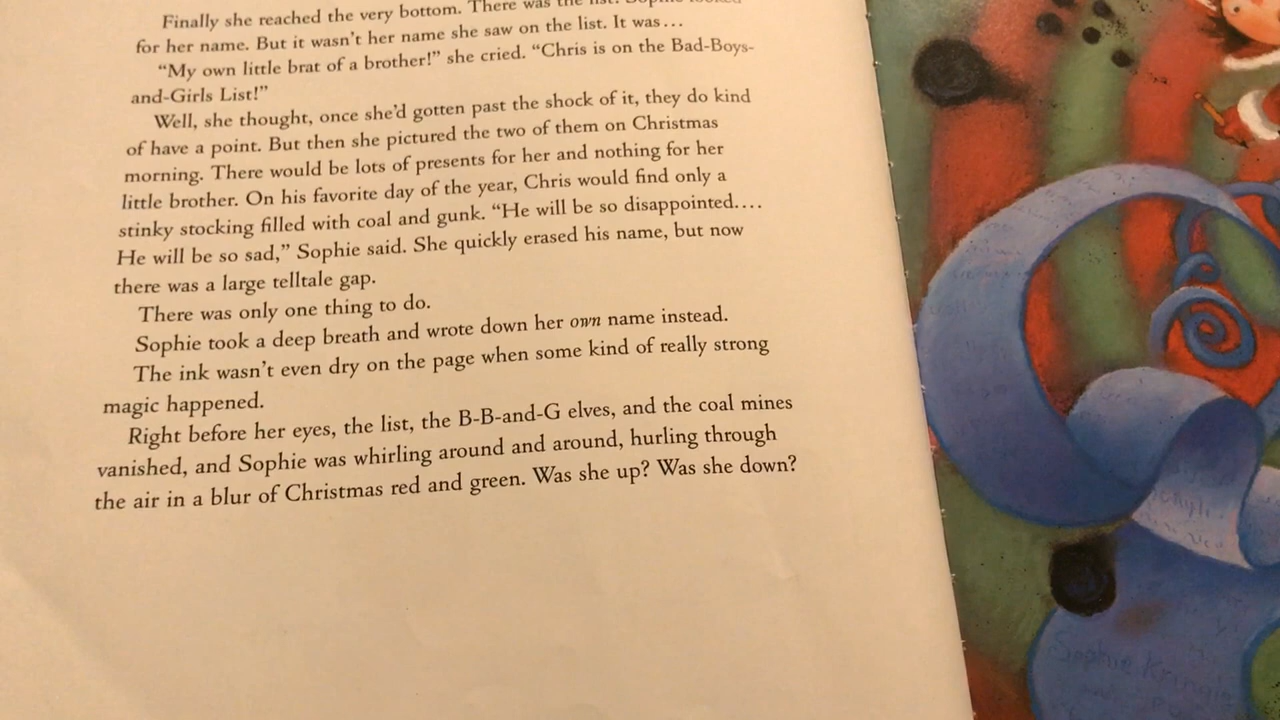 Finally she reached the very bottom. There was the list. Sophie looked
for her name. But it wasn't her name she saw on the list. It was...
"My own little brat of a brother!" she cried. "Chris is on the Bad-Boys-
and-Girls List!"
Well, she thought, once she'd gotten past the shock of it, they do kind
of have a point. But then she pictured the two of them on Christmas
morning. There would be lots of presents for her and nothing for her
little brother. On his favorite day of the year, Chris would find only a
stinky stocking filled with coal and gunk. "He will be so disappointed....
He will be so sad," Sophie said. She quickly erased his name, but now
there was a large telltale gap.
There was only one thing to do.
Sophie took a deep breath and wrote down her own name instead.
The ink wasn't even dry on the page when some kind of really strong
magic happened.
Right before her eyes, the list, the B-B-and-G elves, and the coal mines
vanished, and Sophie was whirling around and around, hurling through
the air in a blur of Christmas red and green. Was she up? Was she down?
Sophie Kringle